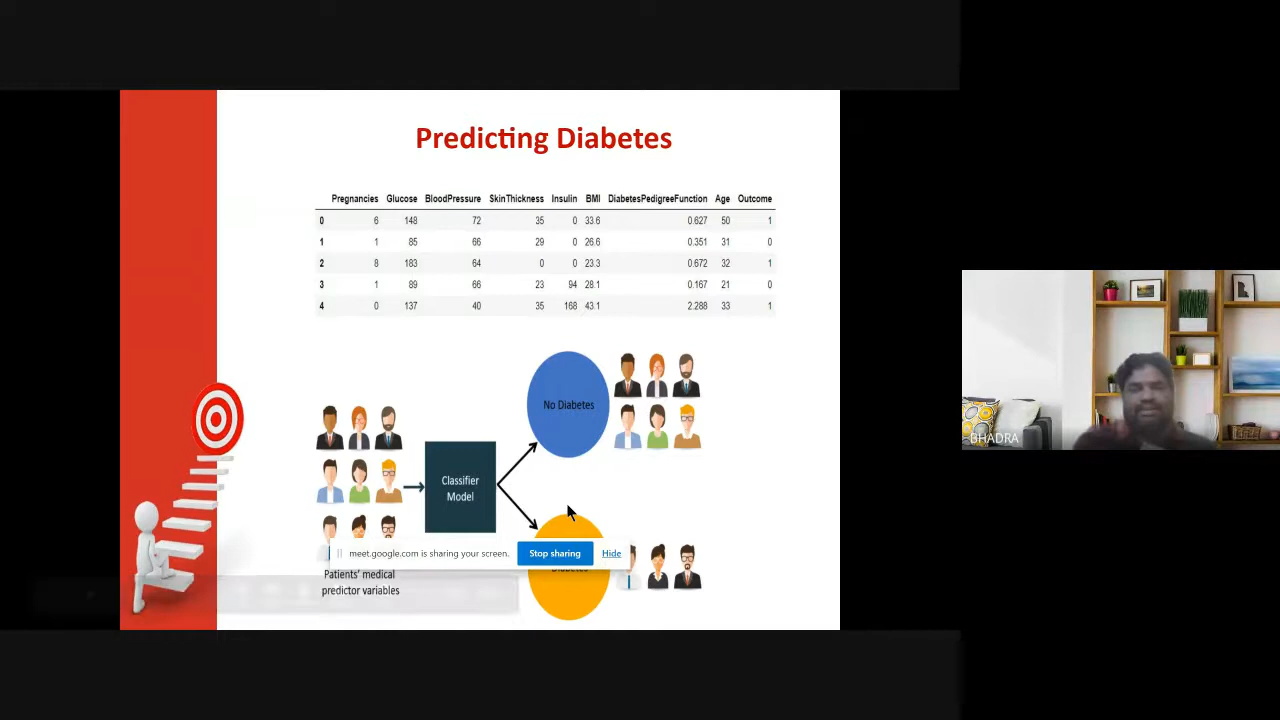 Predicting Diabetes
Pregnancies Glucose BloodPressure SkinThickness Insulin BMI DiabetesPedigreeFunction Age Outcome
0 6 148 72 35 0 33.6 0.627 50 1
1 1 85 66 29 0 26.6 0.351 31 0
2 8 183 64 0 0 23.3 0.672 32 1
3 1 89 66 23 94 28.1 0.167 21 0
4 0 137 40 35 168 43.1 2.288 33 1
No Diabetes
Classifier
Model
meet.google.com is sharing your screen. Stop sharing Hide
Diabetes
Patients' medical
predictor variables
BHADRA